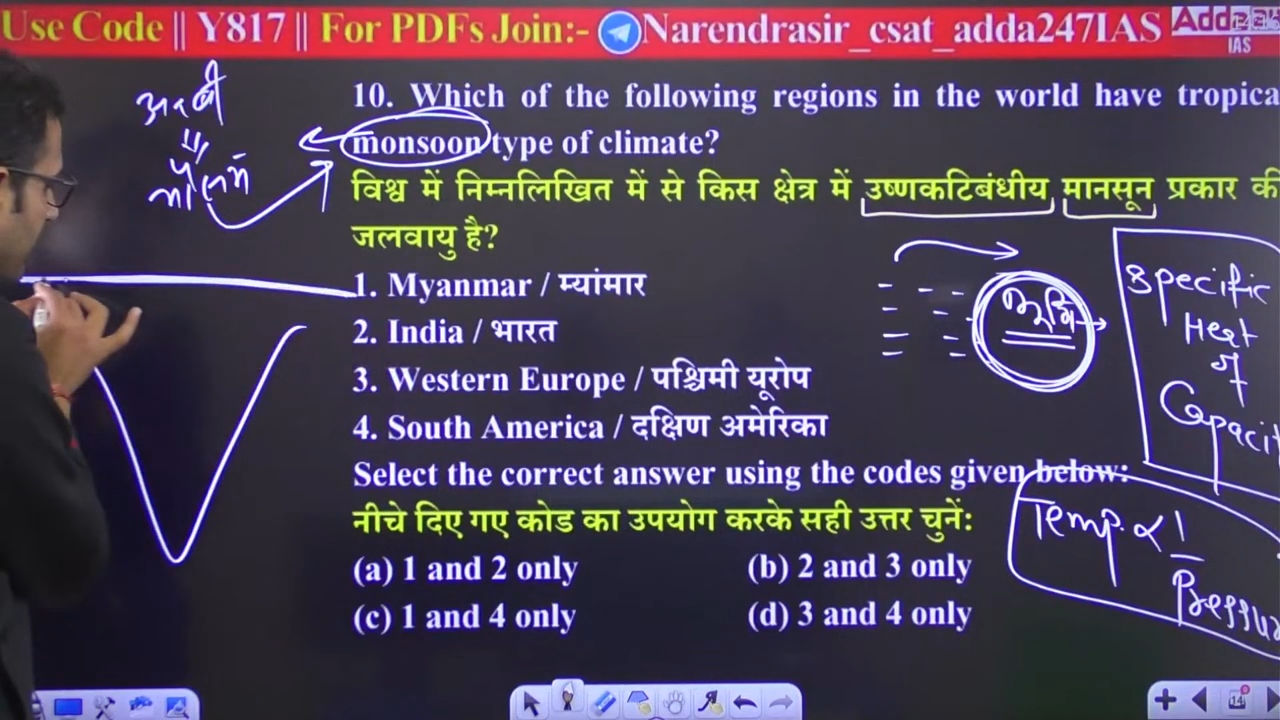 Use Code || Y817 || For PDFs Join:- Narendrasir_csat_adda247IAS
IAS
अरबी
10. Which of the following regions in the world have tropica
monsoon type of climate?
विश्व में निम्नलिखित में से किस क्षेत्र में उष्णकटिबंधीय मानसून प्रकार की
जलवायु है?
1. Myanmar / म्यांमार
2. India / भारत
3. Western Europe / पश्चिमी यूरोप
4. South America / दक्षिण अमेरिका
Select the correct answer using the codes given below:
नीचे दिए गए कोड का उपयोग करके सही उत्तर चुनें:
(a) 1 and 2 only
(b) 2 and 3 only
(c) 1 and 4 only
(d) 3 and 4 only
भूमि
Specific
Heat
of
Capacit
Temp. ∝ 1
Pressu
14